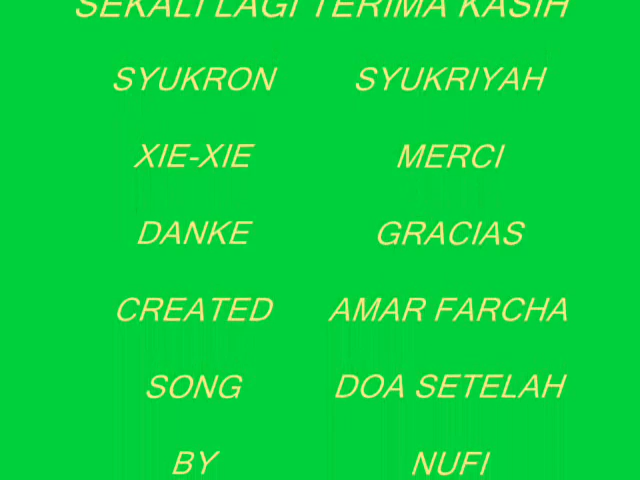 SEKALI LAGI TERIMA KASIH
SYUKRON SYUKRIYAH
XIE-XIE MERCI
DANKE GRACIAS
CREATED AMAR FARCHA
SONG DOA SETELAH
BY NUFI